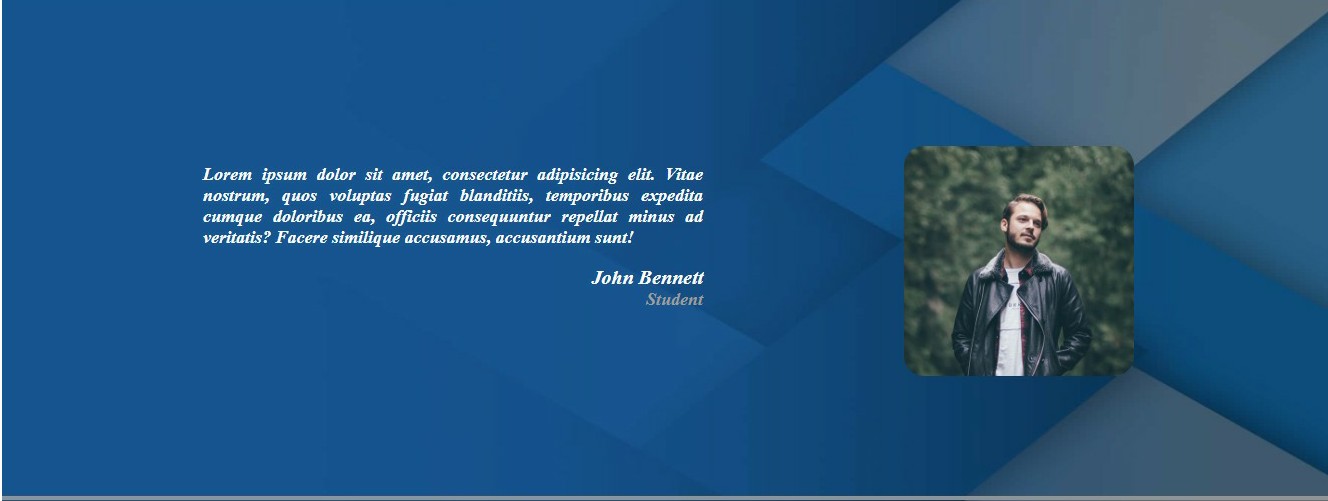 Lorem ipsum dolor sit amet, consectetur adipisicing elit. Vitae
nostrum, quos voluptas fugiat blanditiis, temporibus expedita
cumque doloribus ea, officiis consequuntur repellat minus ad
veritatis? Facere similique accusamus, accusantium sunt!
John Bennett
Student